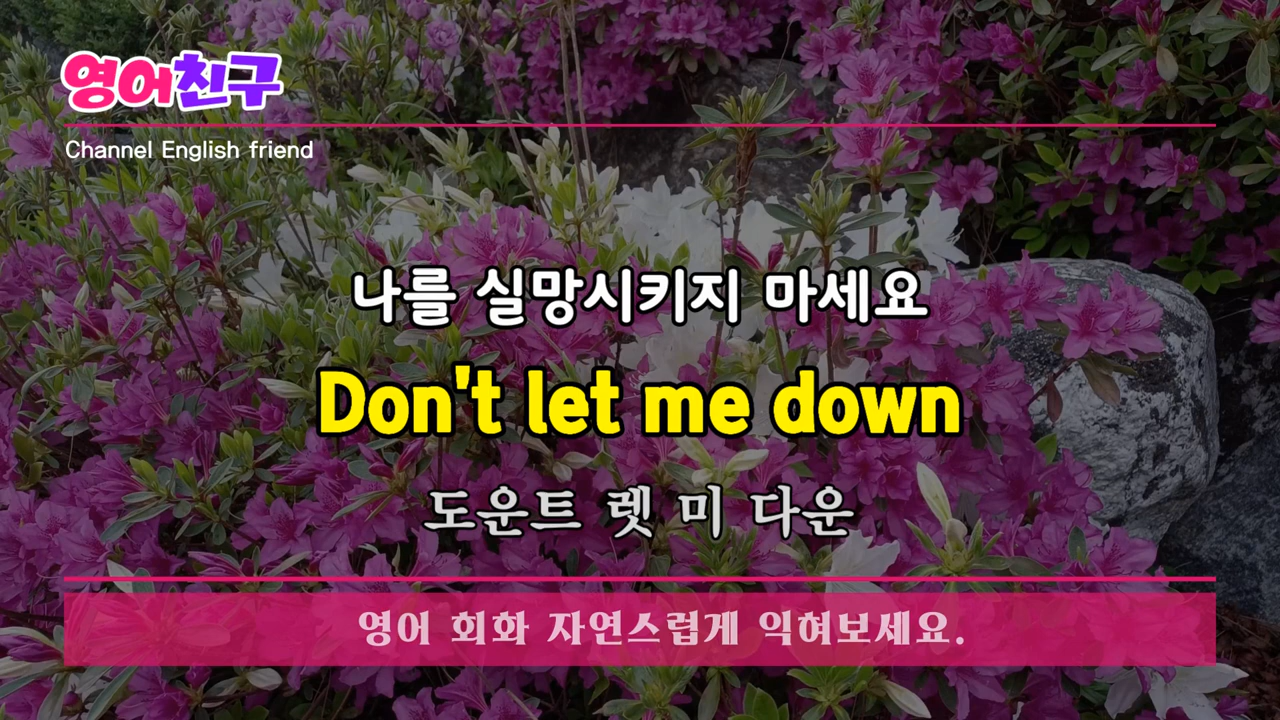 영어친구
Channel English friend
나를 실망시키지 마세요
Don't let me down
도운트 렛 미 다운
영어 회화 자연스럽게 익혀보세요.